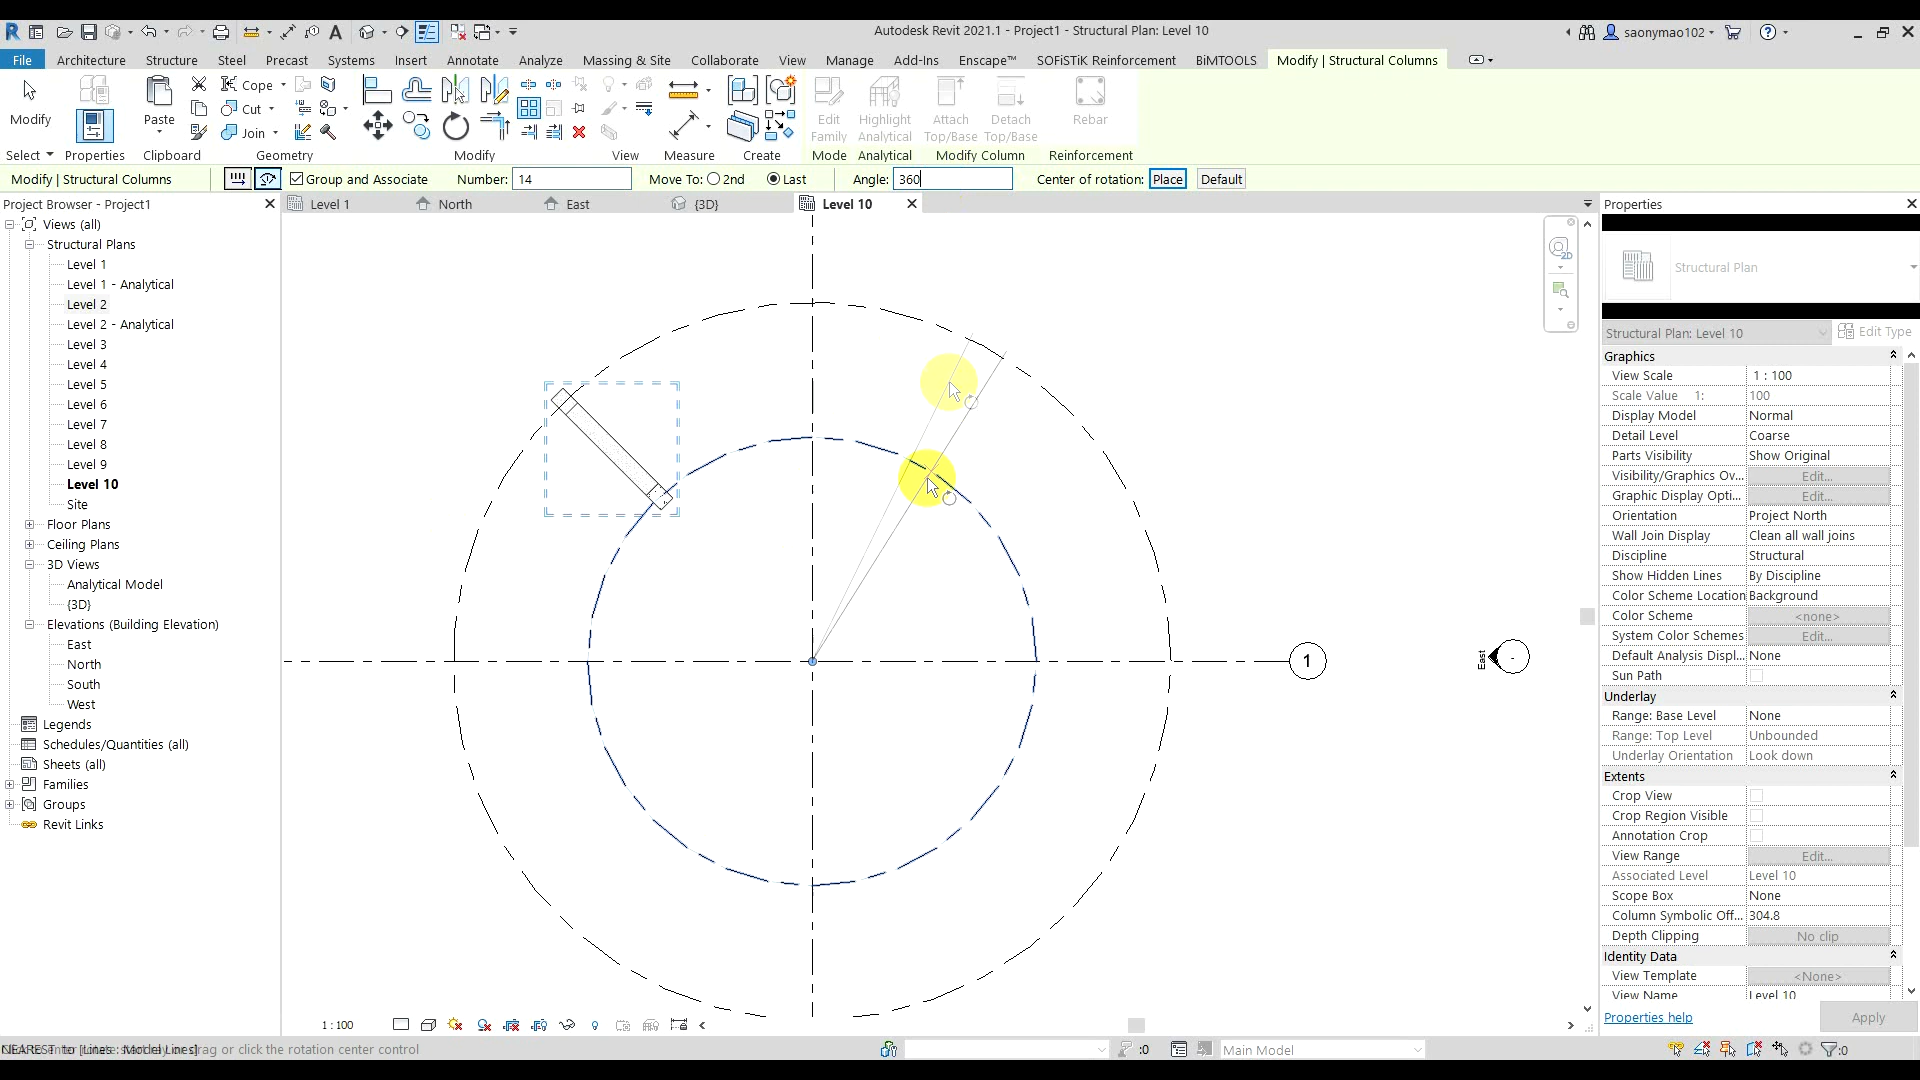 Autodesk Revit 2021.1 - Project1 - Structural Plan: Level 10
saonymao102
File Architecture Structure Steel Precast Systems Insert Annotate Analyze Massing & Site Collaborate View Manage Add-Ins Enscape™ SOFiSTiK Reinforcement BiMTOOLS Modify | Structural Columns
Modify Paste Cope Cut Join
Edit Family Highlight Analytical Attach Top/Base Detach Top/Base Rebar
Select Properties Clipboard Geometry Modify View Measure Create Mode Analytical Modify Column Reinforcement
Modify | Structural Columns Group and Associate Number: 14 Move To: 2nd Last Angle: 360 Center of rotation: Place Default
Project Browser - Project1
Level 1 North East {3D} Level 10
Views (all)
Structural Plans
Level 1
Level 1 - Analytical
Level 2
Level 2 - Analytical
Level 3
Level 4
Level 5
Level 6
Level 7
Level 8
Level 9
Level 10
Site
Floor Plans
Ceiling Plans
3D Views
Analytical Model
{3D}
Elevations (Building Elevation)
East
North
South
West
Legends
Schedules/Quantities (all)
Sheets (all)
Families
Groups
Revit Links
2D
1
East
-
1 : 100
Properties
Structural Plan
Structural Plan: Level 10 Edit Type
Graphics
View Scale 1 : 100
Scale Value 1: 100
Display Model Normal
Detail Level Coarse
Parts Visibility Show Original
Visibility/Graphics Ov... Edit...
Graphic Display Opti... Edit...
Orientation Project North
Wall Join Display Clean all wall joins
Discipline Structural
Show Hidden Lines By Discipline
Color Scheme Location Background
Color Scheme <none>
System Color Schemes Edit...
Default Analysis Displ... None
Sun Path
Underlay
Range: Base Level None
Range: Top Level Unbounded
Underlay Orientation Look down
Extents
Crop View
Crop Region Visible
Annotation Crop
View Range Edit...
Associated Level Level 10
Scope Box None
Column Symbolic Off... 304.8
Depth Clipping No clip
Identity Data
View Template <None>
View Name Level 10
Properties help Apply
drag or click the rotation center control
:0 Main Model :0